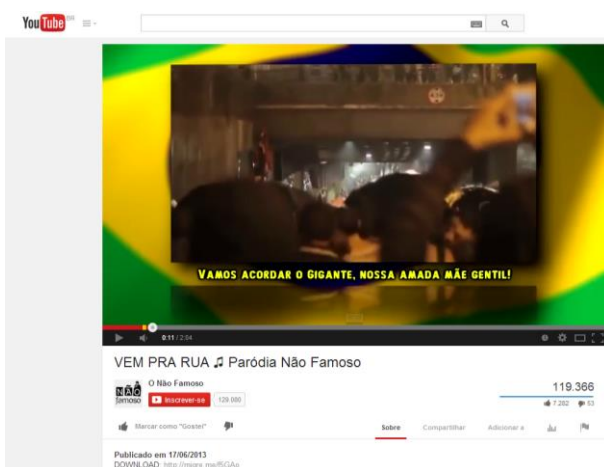 YouTube BR
VAMOS ACORDAR O GIGANTE, NOSSA AMADA MÃE GENTIL!
0:11 / 2:54
VEM PRA RUA ♫ Paródia Não Famoso
NÃO
famoso
O Não Famoso
Inscrever-se 129.000
119.366
7.202 53
Marcar como "Gostei"
Sobre Compartilhar Adicionar a
Publicado em 17/06/2013
DOWNLOAD: